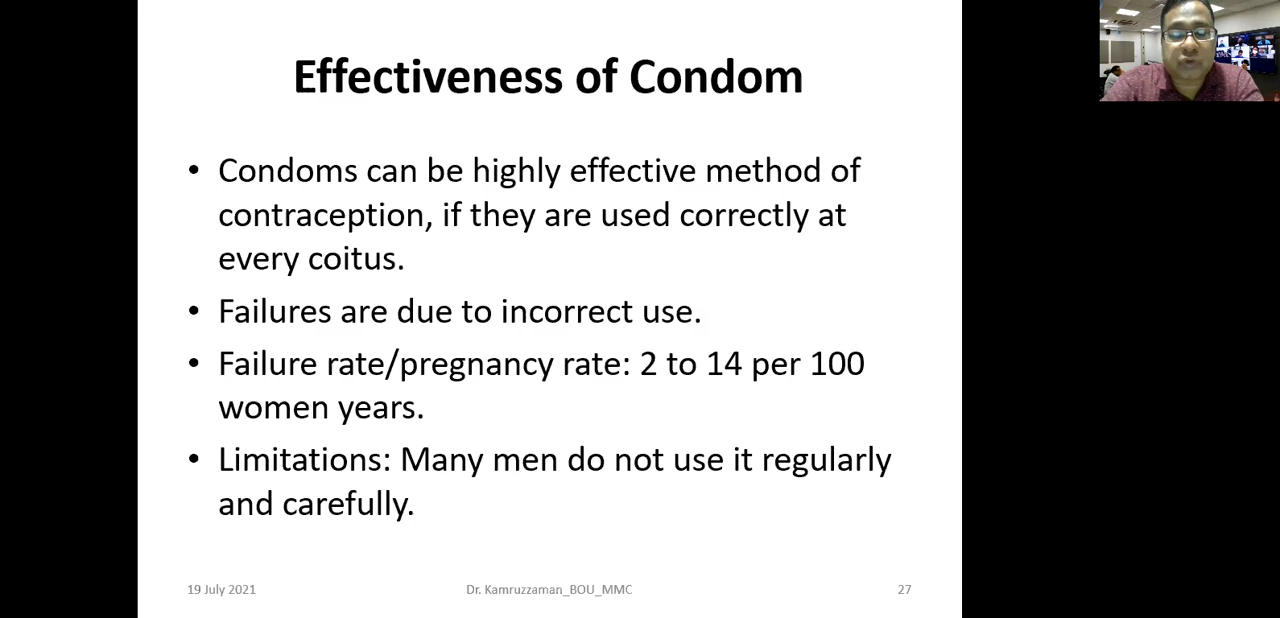 Effectiveness of Condom
• Condoms can be highly effective method of
contraception, if they are used correctly at
every coitus.
• Failures are due to incorrect use.
• Failure rate/pregnancy rate: 2 to 14 per 100
women years.
• Limitations: Many men do not use it regularly
and carefully.
19 July 2021
Dr. Kamruzzaman_BOU_MMC
27